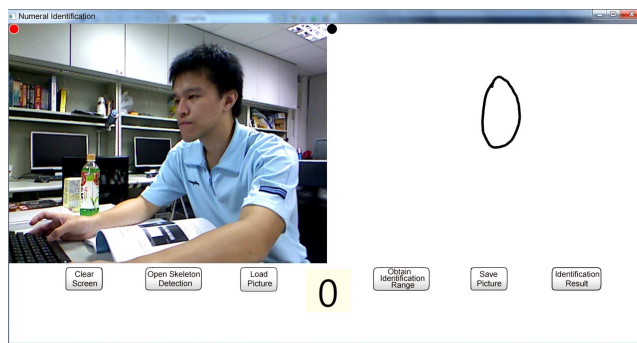 Numeral Identification
Clear
Screen
Open Skeleton
Detection
Load
Picture
0
Obtain
Identification
Range
Save
Picture
Identification
Result